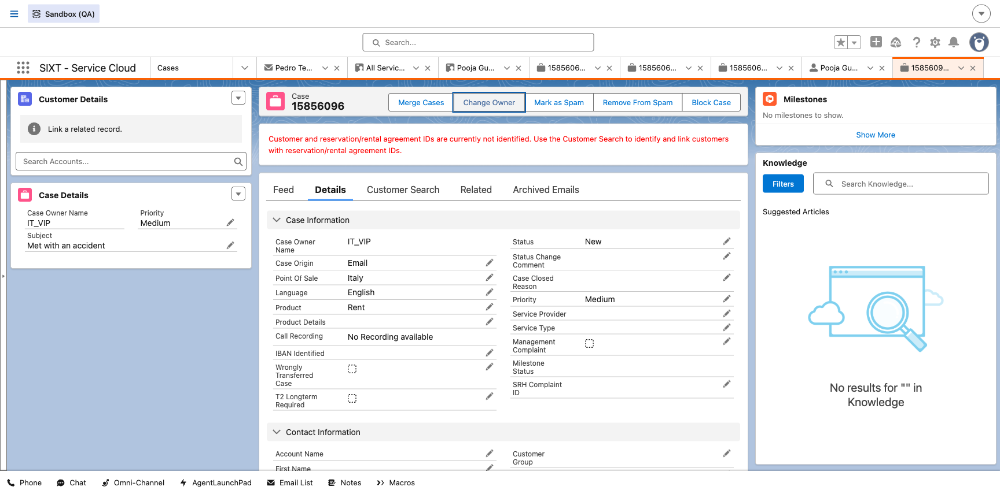 Sandbox (QA)
Search...
SIXT - Service Cloud
Cases
Pedro Te...
All Servic...
Pooja Gu...
1585606...
1585606...
1585606...
Pooja Gu...
1585609...
Customer Details
Link a related record.
Search Accounts...
Case Details
Case Owner Name
IT_VIP
Priority
Medium
Subject
Met with an accident
Case
15856096
Merge Cases
Change Owner
Mark as Spam
Remove From Spam
Block Case
Customer and reservation/rental agreement IDs are currently not identified. Use the Customer Search to identify and link customers
with reservation/rental agreement IDs.
Feed
Details
Customer Search
Related
Archived Emails
Case Information
Case Owner
Name
IT_VIP
Case Origin
Email
Point Of Sale
Italy
Language
English
Product
Rent
Product Details
Call Recording
No Recording available
IBAN Identified
Wrongly
Transferred
Case
T2 Longterm
Required
Status
New
Status Change
Comment
Case Closed
Reason
Priority
Medium
Service Provider
Service Type
Management
Complaint
Milestone
Status
SRH Complaint
ID
Contact Information
Account Name
First Name
Customer
Group
Milestones
No milestones to show.
Show More
Knowledge
Filters
Search Knowledge...
Suggested Articles
No results for "" in
Knowledge
Phone
Chat
Omni-Channel
AgentLaunchPad
Email List
Notes
Macros